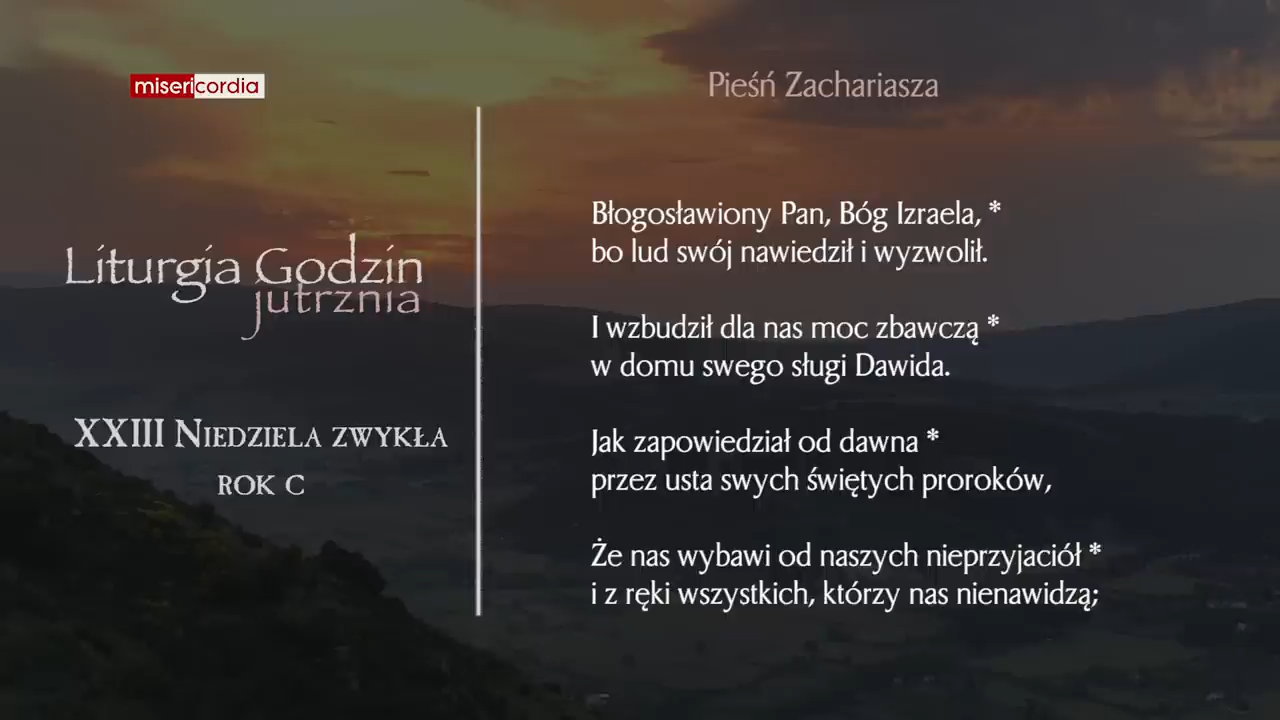 misericordia
Liturgia Godzin
jutrznia
XXIII Niedziela zwykła
rok C
Pieśń Zachariasza
Błogosławiony Pan, Bóg Izraela, *
bo lud swój nawiedził i wyzwolił.
I wzbudził dla nas moc zbawczą *
w domu swego sługi Dawida.
Jak zapowiedział od dawna *
przez usta swych świętych proroków,
Że nas wybawi od naszych nieprzyjaciół *
i z ręki wszystkich, którzy nas nienawidzą;